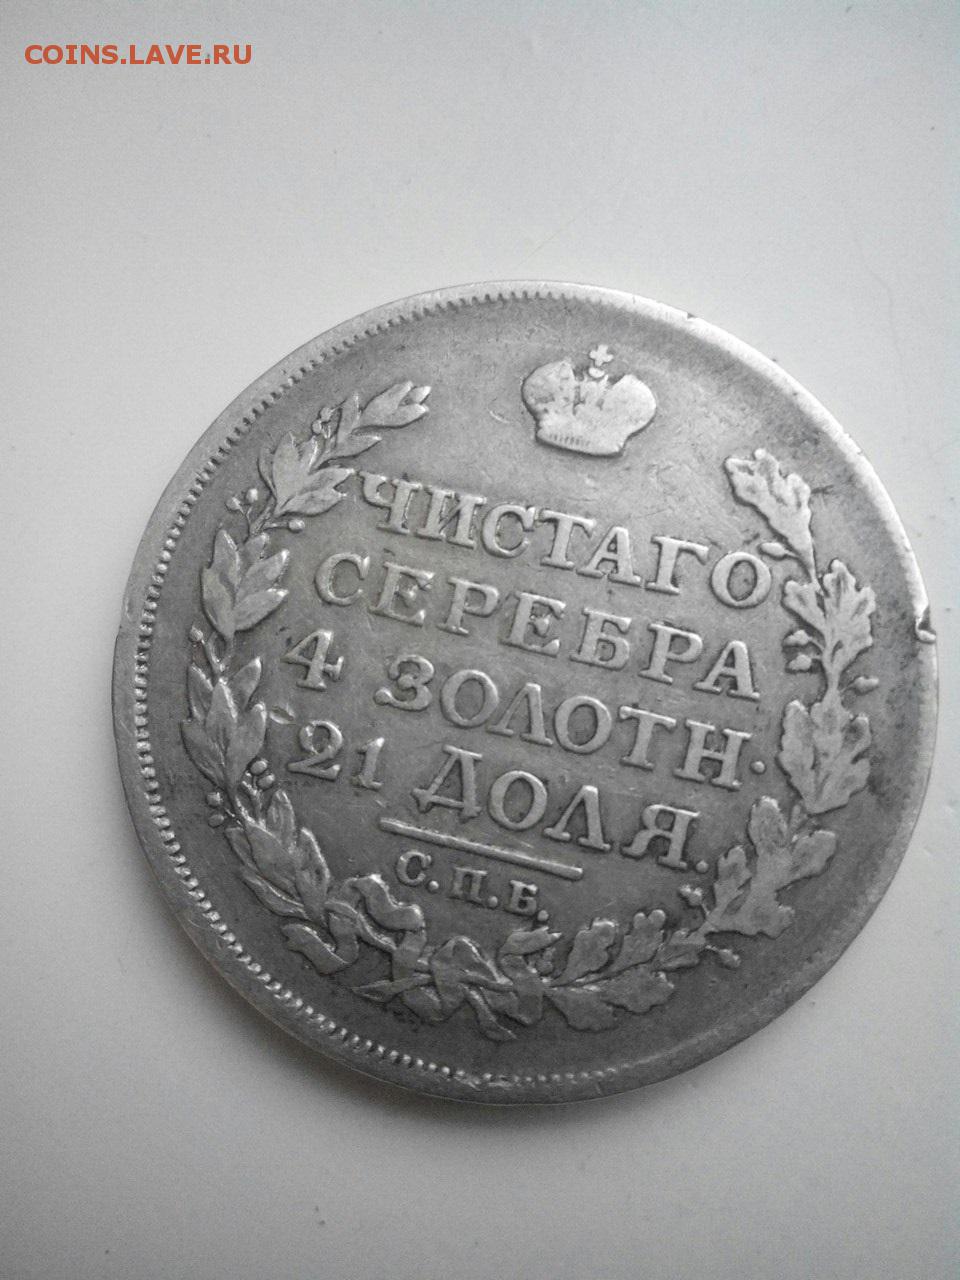 COINS.LAVE.RU
ЧИСТАГО
СЕРЕБРА
4 ЗОЛОТН.
21 ДОЛЯ.
С.П.Б.